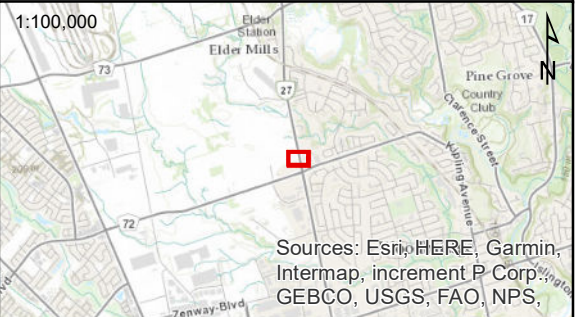 1:100,000
Elder
Station
Elder Mills
17
N
73
Pine Grove
27
Country
Club
Clarence Street
Kipling Avenue
72
Sources: Esri, HERE, Garmin,
Intermap, increment P Corp.,
GEBCO, USGS, FAO, NPS,
Islington
Zenway-Blvd